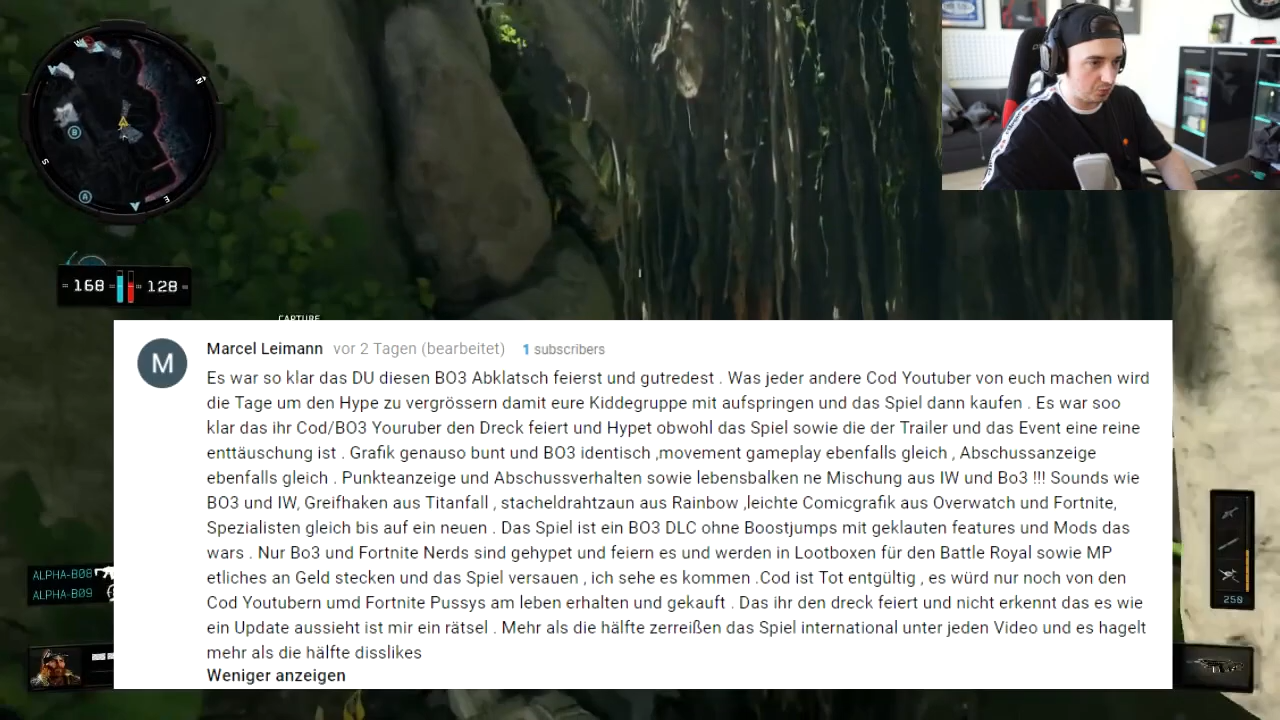 N
B
S
A
E
168
128
CAPTURE
M
Marcel Leimann vor 2 Tagen (bearbeitet) 1 subscribers
Es war so klar das DU diesen BO3 Abklatsch feierst und gutredest . Was jeder andere Cod Youtuber von euch machen wird
die Tage um den Hype zu vergrössern damit eure Kiddegruppe mit aufspringen und das Spiel dann kaufen . Es war soo
klar das ihr Cod/BO3 Youruber den Dreck feiert und Hypet obwohl das Spiel sowie die der Trailer und das Event eine reine
enttäuschung ist . Grafik genauso bunt und BO3 identisch ,movement gameplay ebenfalls gleich , Abschussanzeige
ebenfalls gleich . Punkteanzeige und Abschussverhalten sowie lebensbalken ne Mischung aus IW und Bo3 !!! Sounds wie
BO3 und IW, Greifhaken aus Titanfall , stacheldrahtzaun aus Rainbow ,leichte Comicgrafik aus Overwatch und Fortnite,
Spezialisten gleich bis auf ein neuen . Das Spiel ist ein BO3 DLC ohne Boostjumps mit geklauten features und Mods das
wars . Nur Bo3 und Fortnite Nerds sind gehypet und feiern es und werden in Lootboxen für den Battle Royal sowie MP
etliches an Geld stecken und das Spiel versauen , ich sehe es kommen .Cod ist Tot entgültig , es würd nur noch von den
Cod Youtubern umd Fortnite Pussys am leben erhalten und gekauft . Das ihr den dreck feiert und nicht erkennt das es wie
ein Update aussieht ist mir ein rätsel . Mehr als die hälfte zerreißen das Spiel international unter jeden Video und es hagelt
mehr als die hälfte disslikes
Weniger anzeigen
ALPHA-B08
ALPHA-B09
250